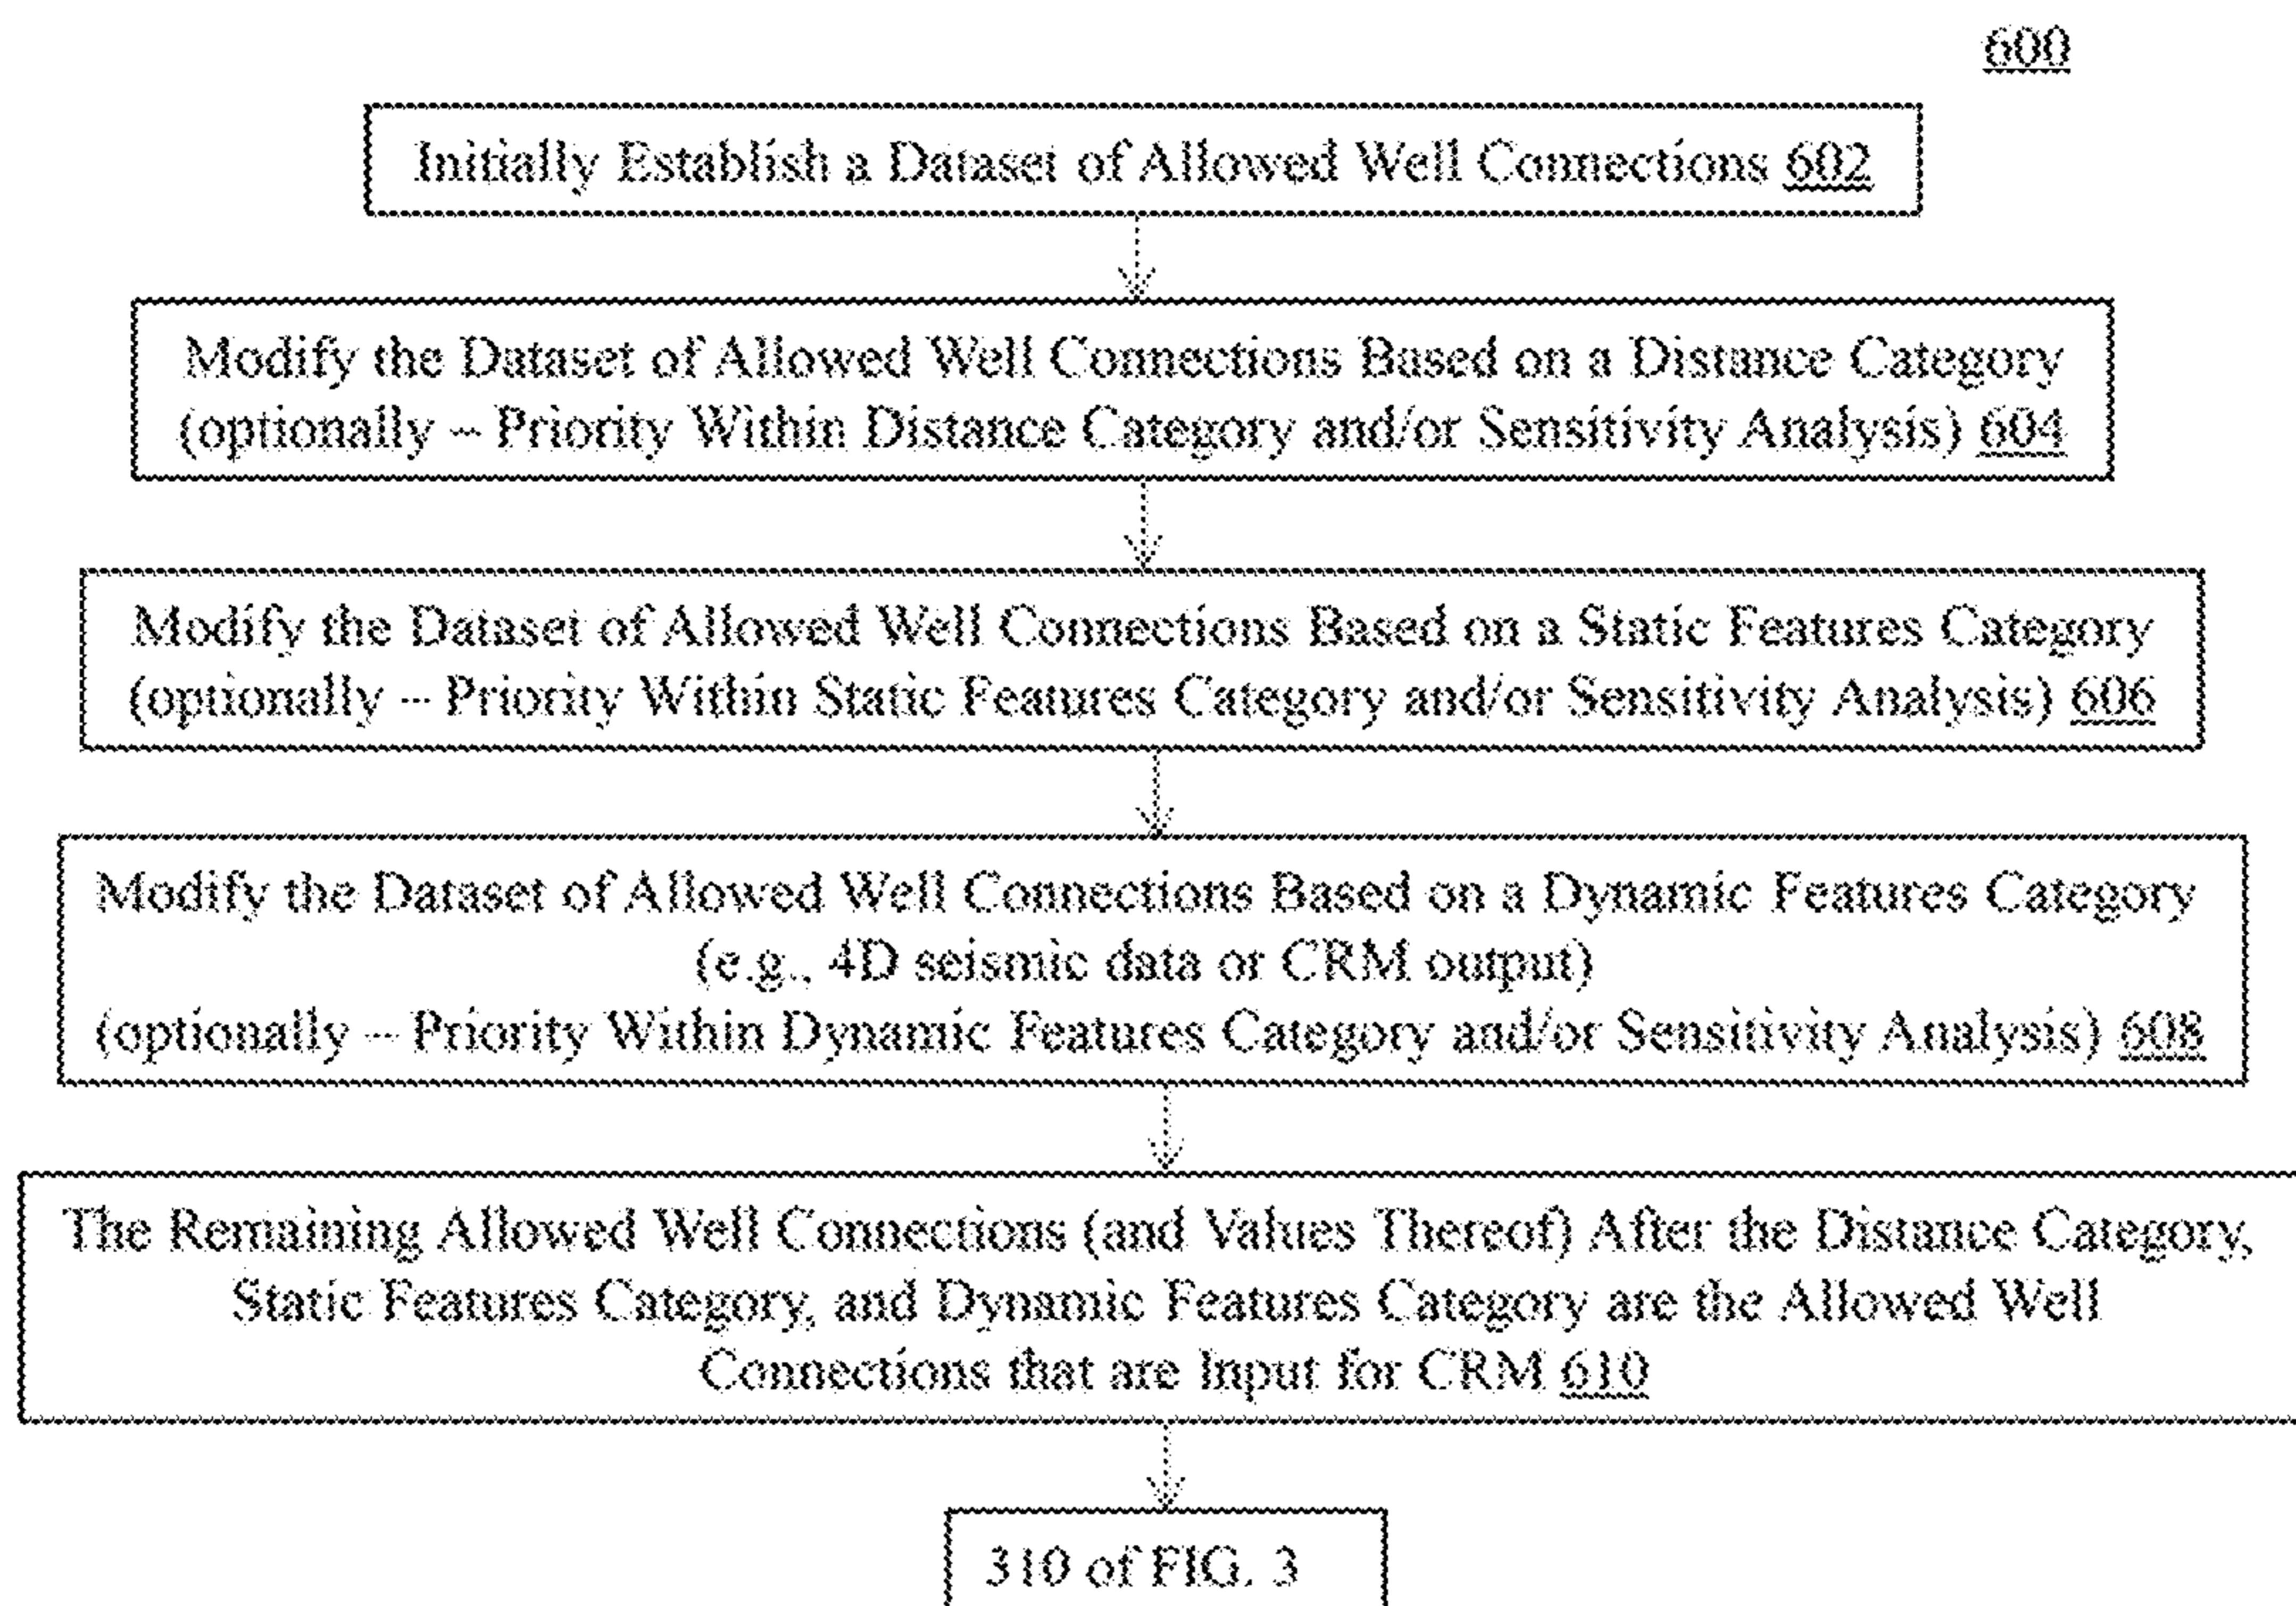 600
Initially Establish a Dataset of Allowed Well Connections 602
Modify the Dataset of Allowed Well Connections Based on a Distance Category
(optionally – Priority Within Distance Category and/or Sensitivity Analysis) 604
Modify the Dataset of Allowed Well Connections Based on a Static Features Category
(optionally – Priority Within Static Features Category and/or Sensitivity Analysis) 606
Modify the Dataset of Allowed Well Connections Based on a Dynamic Features Category
(e.g., 4D seismic data or CRM output)
(optionally – Priority Within Dynamic Features Category and/or Sensitivity Analysis) 608
The Remaining Allowed Well Connections (and Values Thereof) After the Distance Category,
Static Features Category, and Dynamic Features Category are the Allowed Well
Connections that are Input for CRM 610
310 of FIG. 3